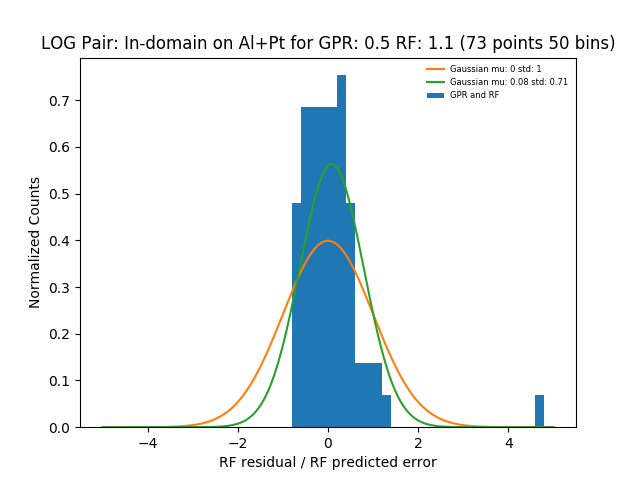 LOG Pair: In-domain on Al+Pt for GPR: 0.5 RF: 1.1 (73 points 50 bins)
Gaussian mu: 0 std: 1
Gaussian mu: 0.08 std: 0.71
GPR and RF
Normalized Counts
0.7
0.6
0.5
0.4
0.3
0.2
0.1
0.0
−4 −2 0 2 4
RF residual / RF predicted error